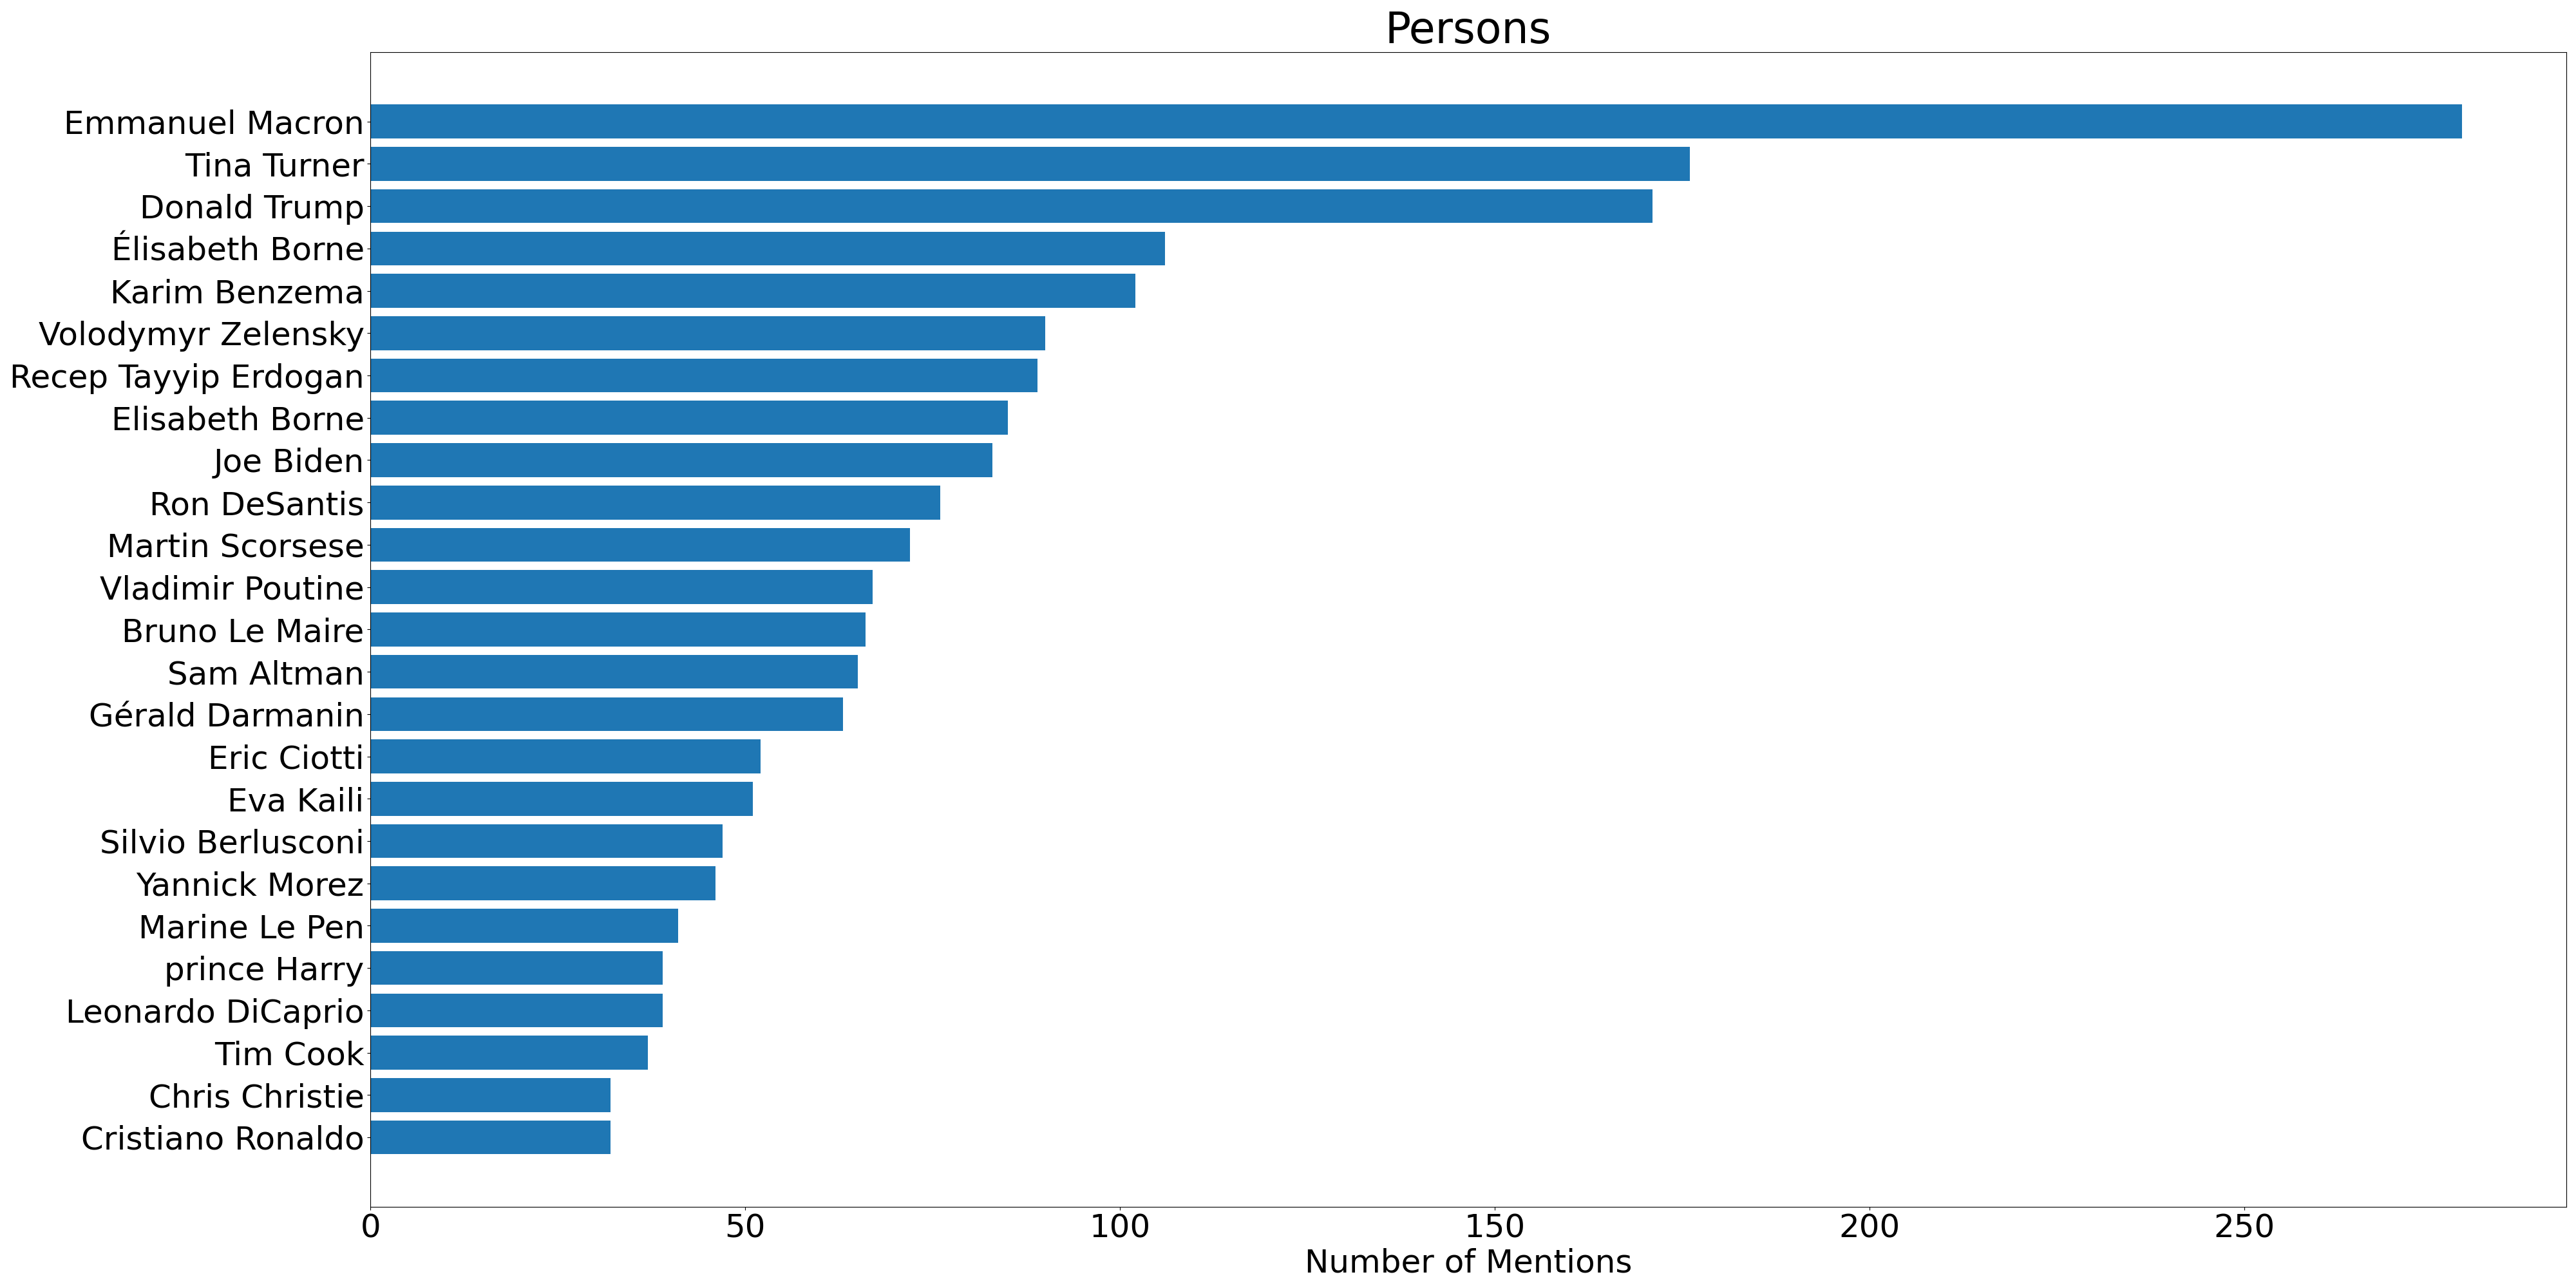 Persons
Emmanuel Macron
Tina Turner
Donald Trump
Élisabeth Borne
Karim Benzema
Volodymyr Zelensky
Recep Tayyip Erdogan
Elisabeth Borne
Joe Biden
Ron DeSantis
Martin Scorsese
Vladimir Poutine
Bruno Le Maire
Sam Altman
Gérald Darmanin
Eric Ciotti
Eva Kaili
Silvio Berlusconi
Yannick Morez
Marine Le Pen
prince Harry
Leonardo DiCaprio
Tim Cook
Chris Christie
Cristiano Ronaldo
0 50 100 150 200 250
Number of Mentions